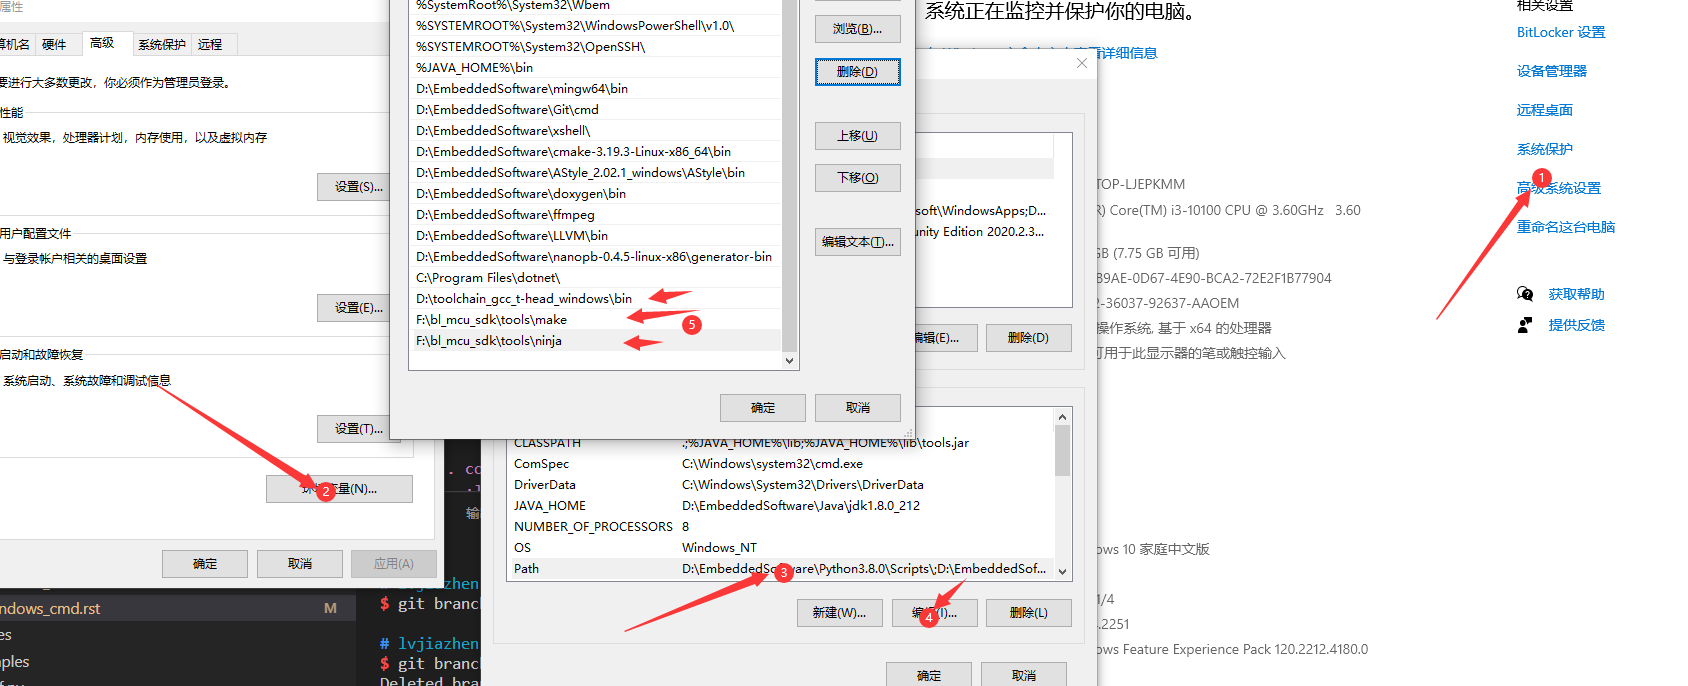 属性
算机名
硬件
高级
系统保护
远程
要进行大多数更改，你必须作为管理员登录。
性能
视觉效果，处理器计划，内存使用，以及虚拟内存
设置(S)...
用户配置文件
与登录帐户相关的桌面设置
设置(E)...
启动和故障恢复
系统启动、系统故障和调试信息
设置(T)...
2
变量(N)...
确定
取消
应用(A)
ndows_cmd.rst
M
es
nples
$ git branc
# lvjiazhen
$ git branc
Deleted bra
%SystemRoot%\System32\Wbem
%SYSTEMROOT%\System32\WindowsPowerShell\v1.0\
%SYSTEMROOT%\System32\OpenSSH\
%JAVA_HOME%\bin
D:\EmbeddedSoftware\mingw64\bin
D:\EmbeddedSoftware\Git\cmd
D:\EmbeddedSoftware\xshell\
D:\EmbeddedSoftware\cmake-3.19.3-Linux-x86_64\bin
D:\EmbeddedSoftware\AStyle_2.02.1_windows\AStyle\bin
D:\EmbeddedSoftware\doxygen\bin
D:\EmbeddedSoftware\ffmpeg
D:\EmbeddedSoftware\LLVM\bin
D:\EmbeddedSoftware\nanopb-0.4.5-linux-x86\generator-bin
C:\Program Files\dotnet\
D:\toolchain_gcc_t-head_windows\bin
F:\bl_mcu_sdk\tools\make
5
F:\bl_mcu_sdk\tools\ninja
浏览(B)...
删除(D)
上移(U)
下移(O)
编辑文本(T)...
确定
取消
soft\WindowsApps;D...
unity Edition 2020.2.3...
编辑(E)...
删除(D)
CLASSPATH .;%JAVA_HOME%\lib;%JAVA_HOME%\lib\tools.jar
ComSpec C:\Windows\system32\cmd.exe
DriverData C:\Windows\System32\Drivers\DriverData
JAVA_HOME D:\EmbeddedSoftware\Java\jdk1.8.0_212
NUMBER_OF_PROCESSORS 8
OS Windows_NT
Path D:\EmbeddedSoftware\Python3.8.0\Scripts\;D:\EmbeddedSof...
3
新建(W)...
编辑(I)...
4
删除(L)
确定
取消
系统正在监控并保护你的电脑。
详细信息
TOP-LJEPKMM
R) Core(TM) i3-10100 CPU @ 3.60GHz 3.60
GB (7.75 GB 可用)
B9AE-0D67-4E90-BCA2-72E2F1B77904
2-36037-92637-AAOEM
操作系统, 基于 x64 的处理器
可用于此显示器的笔或触控输入
ows 10 家庭中文版
1/4
.2251
ows Feature Experience Pack 120.2212.4180.0
相关设置
BitLocker 设置
设备管理器
远程桌面
系统保护
1
高级系统设置
重命名这台电脑
获取帮助
提供反馈